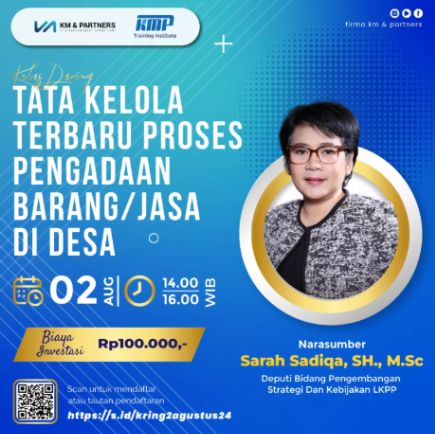 KM & PARTNERS
KMP
Training Institute
firma.km & partners
Kelas Daring
TATA KELOLA
TERBARU PROSES
PENGADAAN
BARANG/JASA
DI DESA
02
AUG
14.00
16.00
WIB
Biaya
Investasi
Rp100.000,-
Narasumber
Sarah Sadiqa, SH., M.Sc
Deputi Bidang Pengembangan
Strategi Dan Kebijakan LKPP
Scan untuk mendaftar
atau tautan pendaftaran
https://s.id/kring2agustus24